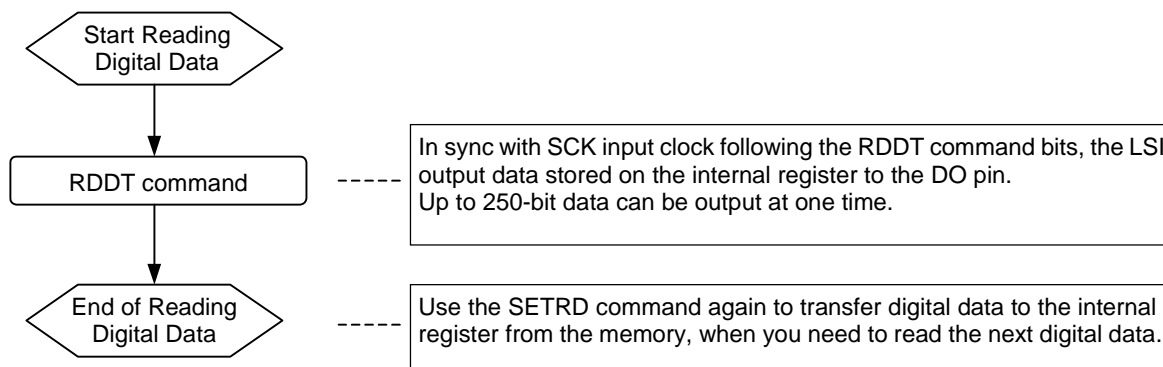 Start Reading
Digital Data
RDDT command
In sync with SCK input clock following the RDDT command bits, the LSI
output data stored on the internal register to the DO pin.
Up to 250-bit data can be output at one time.
End of Reading
Digital Data
Use the SETRD command again to transfer digital data to the internal
register from the memory, when you need to read the next digital data.